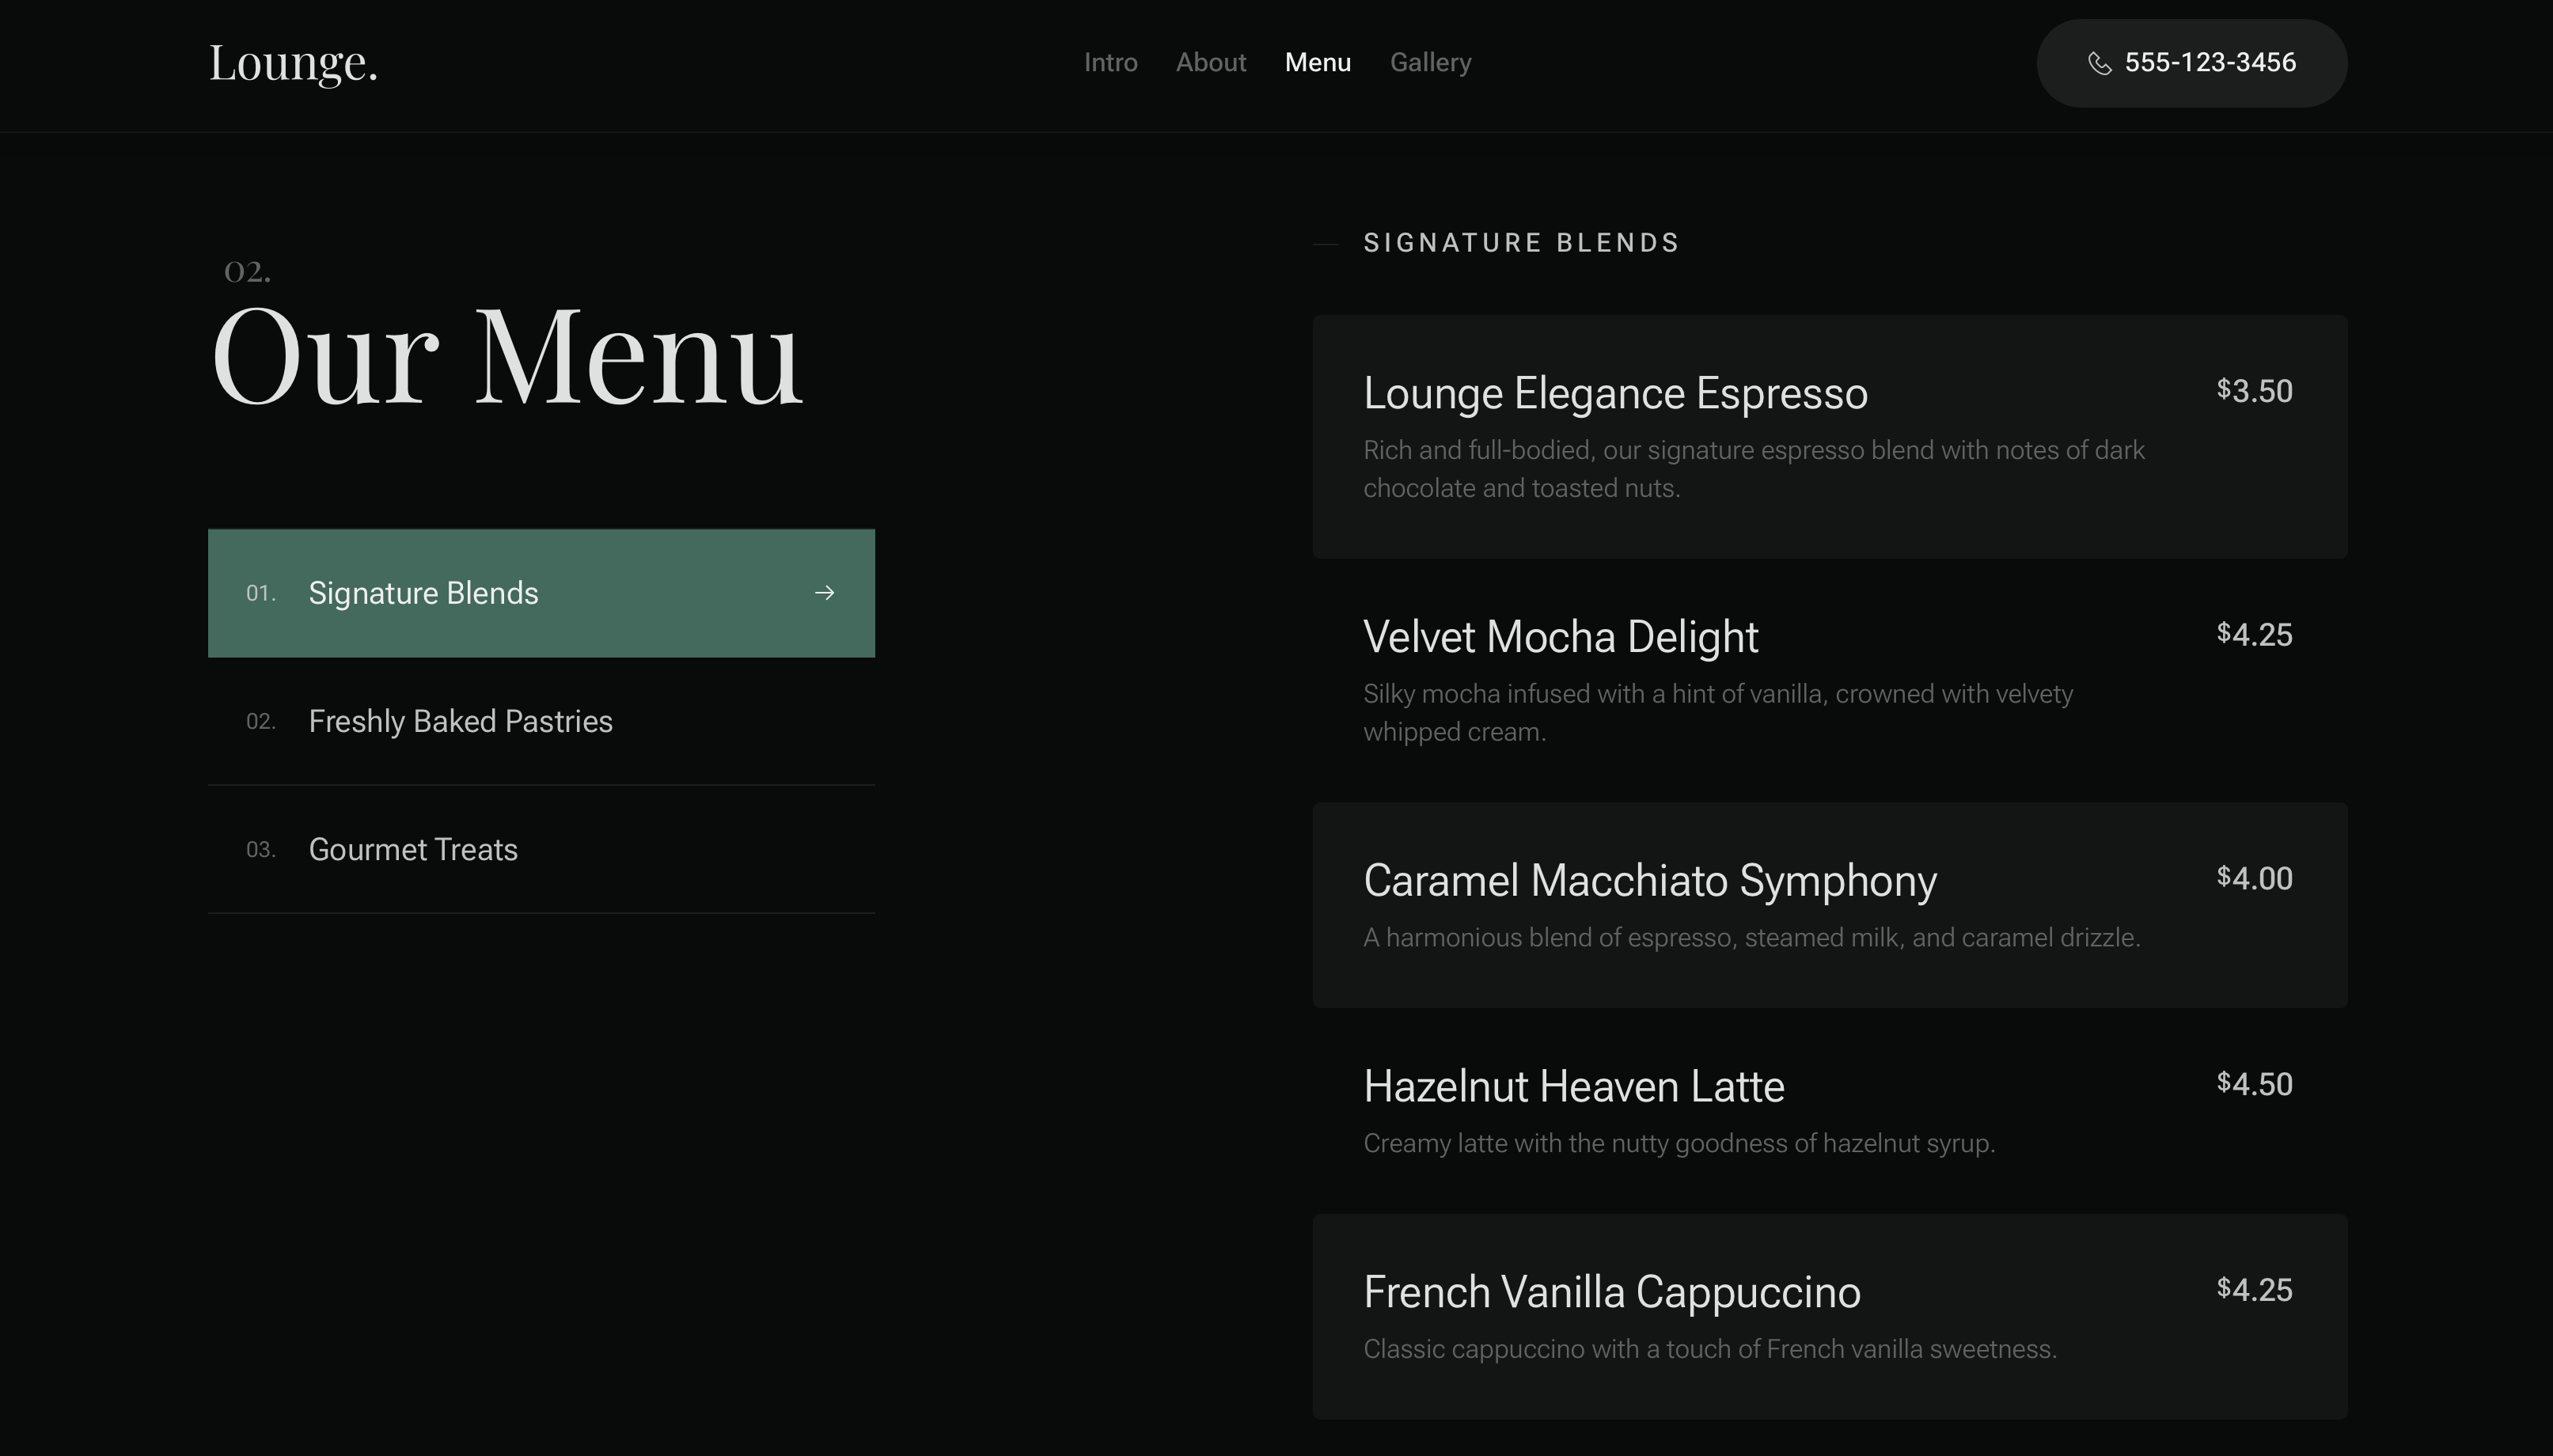 Lounge.
Intro
About
Menu
Gallery
555-123-3456
02.
Our Menu
01. Signature Blends
02. Freshly Baked Pastries
03. Gourmet Treats
SIGNATURE BLENDS
Lounge Elegance Espresso
$3.50
Rich and full-bodied, our signature espresso blend with notes of dark
chocolate and toasted nuts.
Velvet Mocha Delight
$4.25
Silky mocha infused with a hint of vanilla, crowned with velvety
whipped cream.
Caramel Macchiato Symphony
$4.00
A harmonious blend of espresso, steamed milk, and caramel drizzle.
Hazelnut Heaven Latte
$4.50
Creamy latte with the nutty goodness of hazelnut syrup.
French Vanilla Cappuccino
$4.25
Classic cappuccino with a touch of French vanilla sweetness.